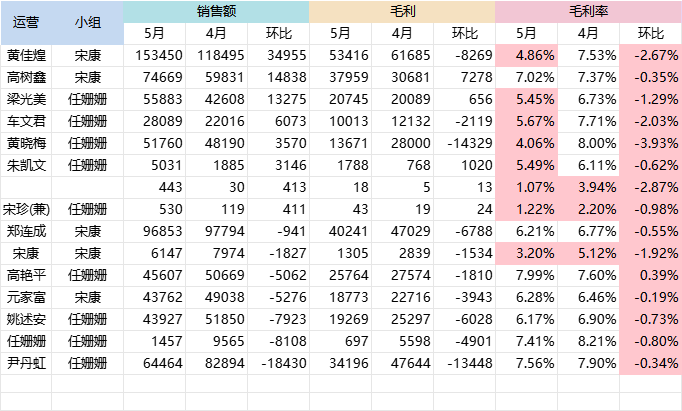 运营 小组 销售额 毛利 毛利率
5月 4月 环比 5月 4月 环比 5月 4月 环比
黄佳煌 宋康 153450 118495 34955 53416 61685 -8269 4.86% 7.53% -2.67%
高树鑫 宋康 74669 59831 14838 37959 30681 7278 7.02% 7.37% -0.35%
梁光美 任姗姗 55883 42608 13275 20745 20089 656 5.45% 6.73% -1.29%
车文君 任姗姗 28089 22016 6073 10013 12132 -2119 5.67% 7.71% -2.03%
黄晓梅 任姗姗 51760 48190 3570 13671 28000 -14329 4.06% 8.00% -3.93%
朱凯文 任姗姗 5031 1885 3146 1788 768 1020 5.49% 6.11% -0.62%
443 30 413 18 5 13 1.07% 3.94% -2.87%
宋珍(兼) 任姗姗 530 119 411 43 19 24 1.22% 2.20% -0.98%
郑连成 宋康 96853 97794 -941 40241 47029 -6788 6.21% 6.77% -0.55%
宋康 宋康 6147 7974 -1827 1305 2839 -1534 3.20% 5.12% -1.92%
高艳平 任姗姗 45607 50669 -5062 25764 27574 -1810 7.99% 7.60% 0.39%
元家富 宋康 43762 49038 -5276 18773 22716 -3943 6.28% 6.46% -0.19%
姚述安 任姗姗 43927 51850 -7923 19269 25297 -6028 6.17% 6.90% -0.73%
任姗姗 任姗姗 1457 9565 -8108 697 5598 -4901 7.41% 8.21% -0.80%
尹丹虹 任姗姗 64464 82894 -18430 34196 47644 -13448 7.56% 7.90% -0.34%